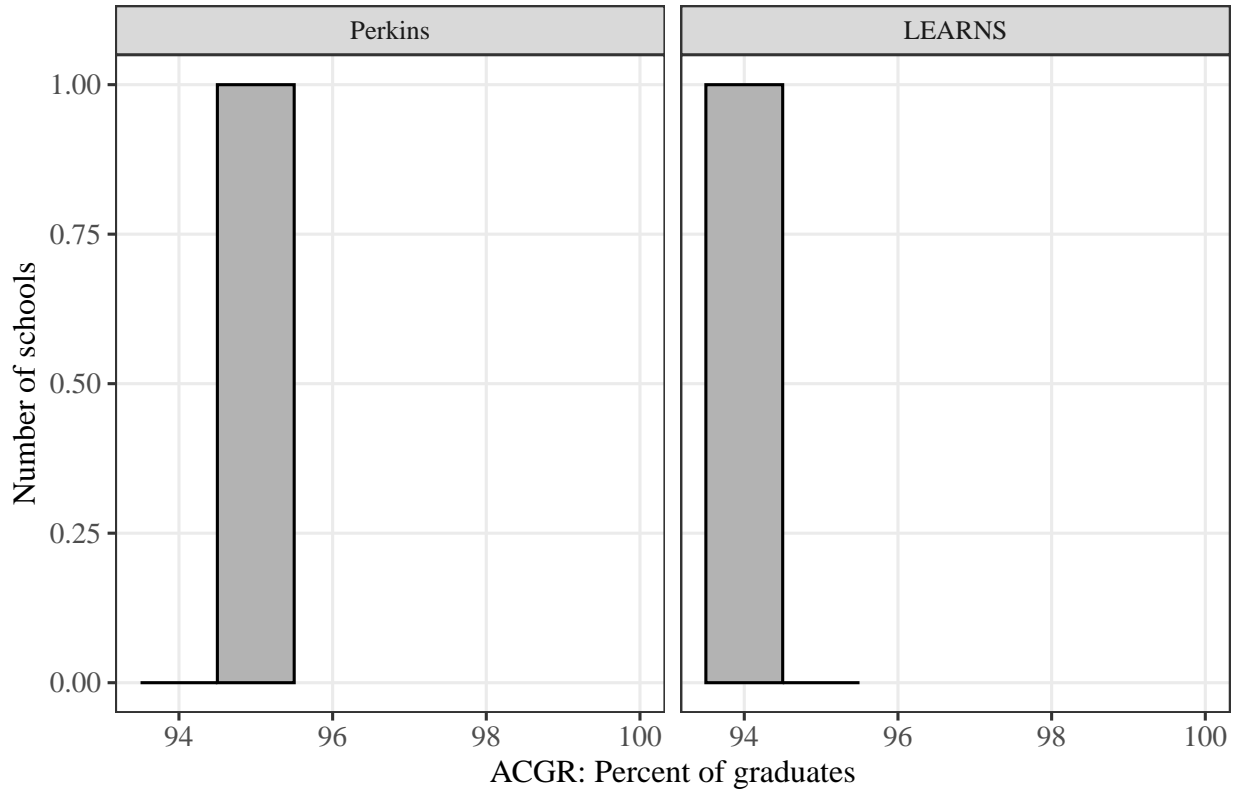 Perkins
LEARNS
1.00
0.75
0.50
0.25
0.00
Number of schools
94 96 98 100
94 96 98 100
ACGR: Percent of graduates